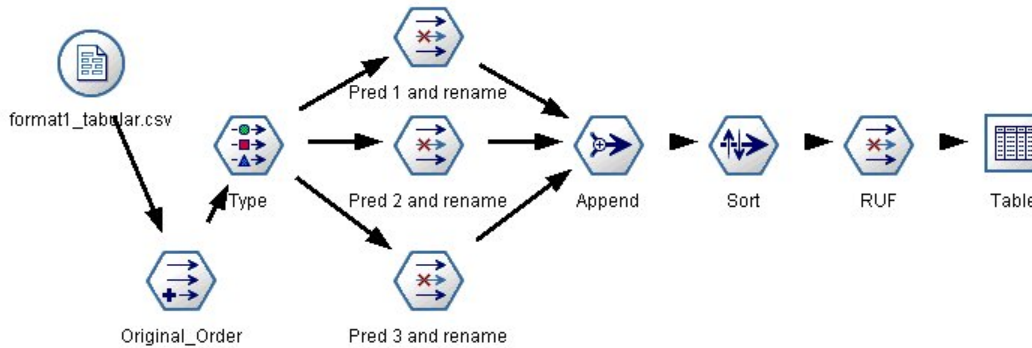 Pred 1 and rename
format1_tabular.csv
Type
Pred 2 and rename
Append
Sort
RUF
Table
Original_Order
Pred 3 and rename